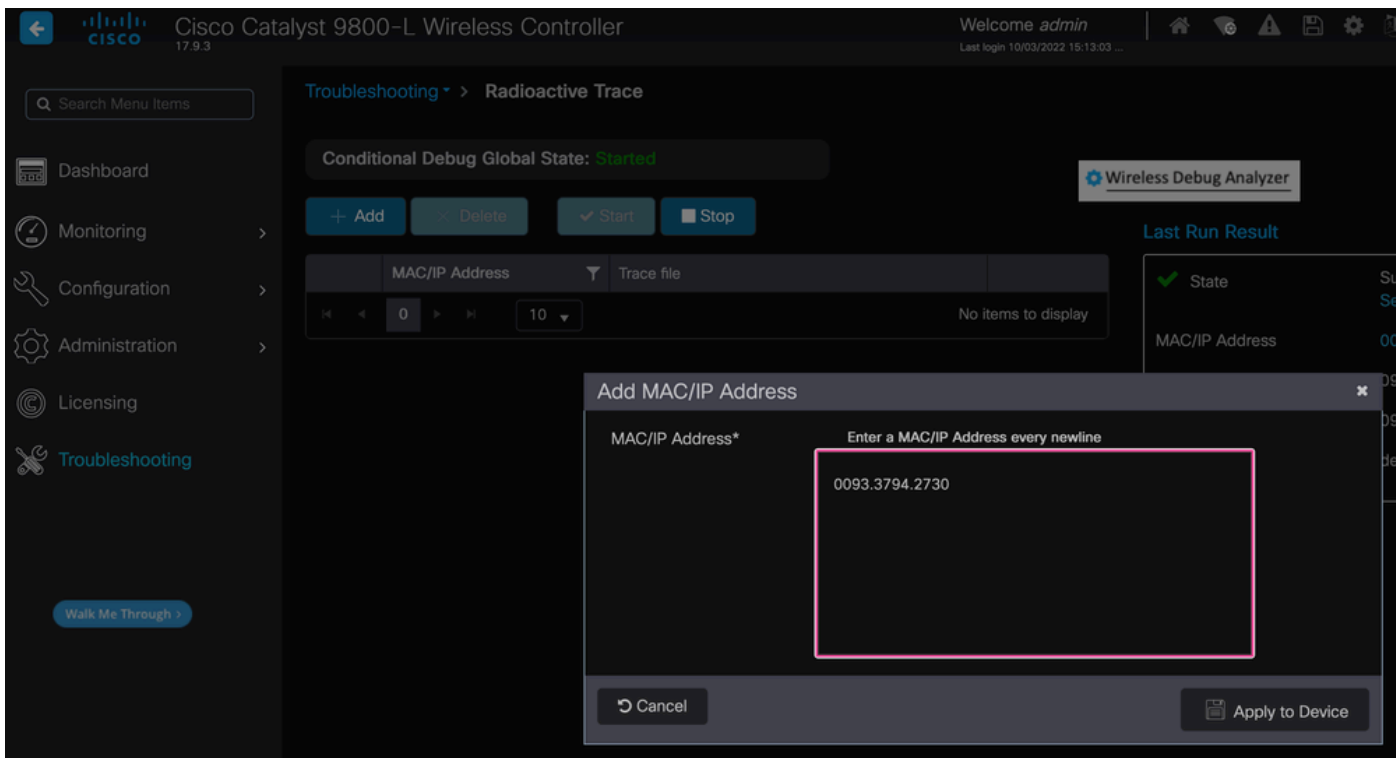 CISCO
Cisco Catalyst 9800-L Wireless Controller
17.9.3
Welcome admin
Last login 10/03/2022 15:13:03 ...
Search Menu Items
Dashboard
Monitoring
Configuration
Administration
Licensing
Troubleshooting
Walk Me Through >
Troubleshooting > Radioactive Trace
Conditional Debug Global State: Started
+ Add
× Delete
Start
Stop
Wireless Debug Analyzer
Last Run Result
MAC/IP Address
Trace file
0
10
No items to display
State
MAC/IP Address
Add MAC/IP Address
MAC/IP Address*
Enter a MAC/IP Address every newline
0093.3794.2730
Cancel
Apply to Device